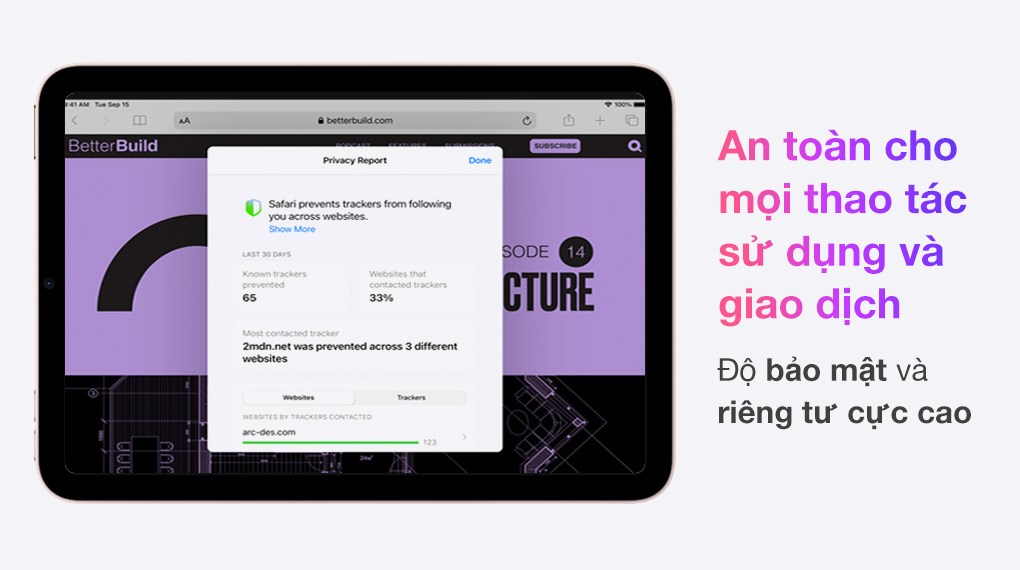 9:41 AM Tue Sep 15
100%
AA
betterbuild.com
BetterBuild
PODCAST FEATURES SUBMISSIONS SUBSCRIBE
Privacy Report
Done
Safari prevents trackers from following
you across websites.
Show More
LAST 30 DAYS
Known trackers
prevented
65
Websites that
contacted trackers
33%
Most contacted tracker
2mdn.net was prevented across 3 different
websites
Websites
Trackers
WEBSITES BY TRACKERS CONTACTED
arc-des.com
123
SODE 14
CTURE
3
24m²
An toàn cho
mọi thao tác
sử dụng và
giao dịch
Độ bảo mật và
riêng tư cực cao